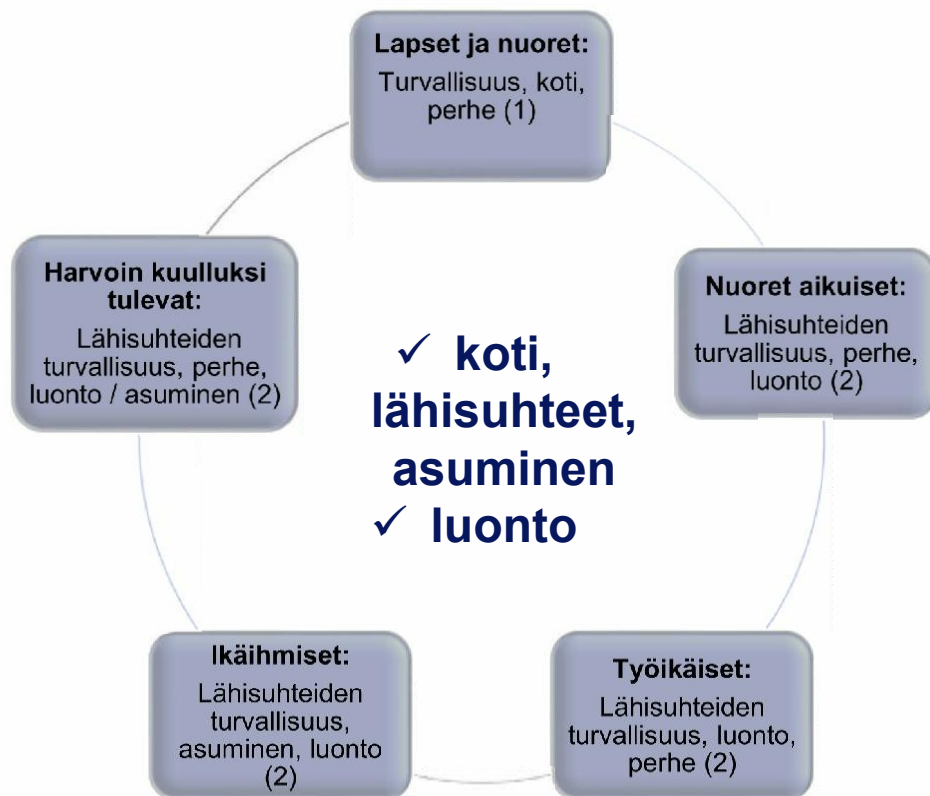 Lapset ja nuoret:
Turvallisuus, koti,
perhe (1)
Harvoin kuulluksi
tulevat:
Lähisuhteiden
turvallisuus, perhe,
luonto / asuminen (2)
Nuoret aikuiset:
Lähisuhteiden
turvallisuus, perhe,
luonto (2)
✓ koti,
lähisuhteet,
asuminen
✓ luonto
Ikäihmiset:
Lähisuhteiden
turvallisuus,
asuminen, luonto
(2)
Työikäiset:
Lähisuhteiden
turvallisuus, luonto,
perhe (2)